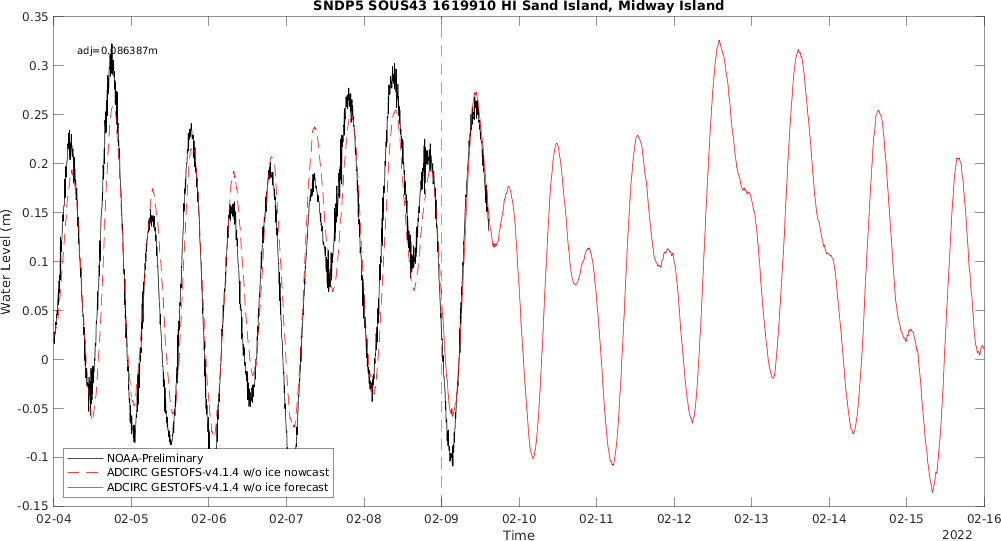 SNDP5 SOUS43 1619910 HI Sand Island, Midway Island
adj=0.086387m
0.35
0.3
0.25
0.2
0.15
0.1
0.05
0
-0.05
-0.1
-0.15
Water Level (m)
NOAA-Preliminary
ADCIRC GESTOFS-v4.1.4 w/o ice nowcast
ADCIRC GESTOFS-v4.1.4 w/o ice forecast
02-04 02-05 02-06 02-07 02-08 02-09 02-10 02-11 02-12 02-13 02-14 02-15 02-16
Time
2022